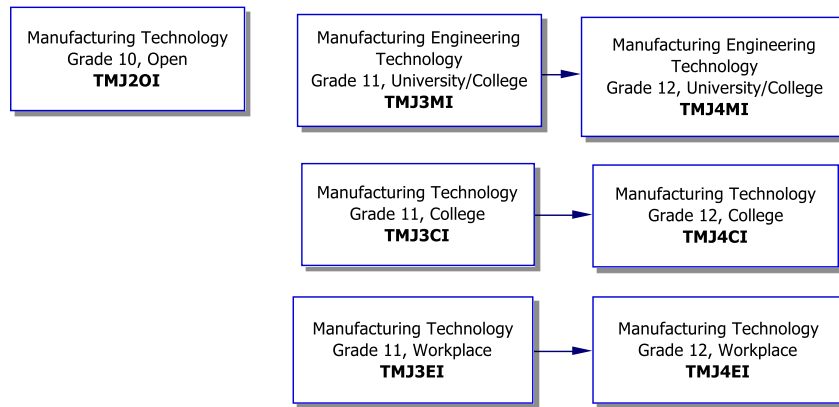 Manufacturing Technology
Grade 10, Open
TMJ2OI
Manufacturing Engineering
Technology
Grade 11, University/College
TMJ3MI
Manufacturing Engineering
Technology
Grade 12, University/College
TMJ4MI
Manufacturing Technology
Grade 11, College
TMJ3CI
Manufacturing Technology
Grade 12, College
TMJ4CI
Manufacturing Technology
Grade 11, Workplace
TMJ3EI
Manufacturing Technology
Grade 12, Workplace
TMJ4EI